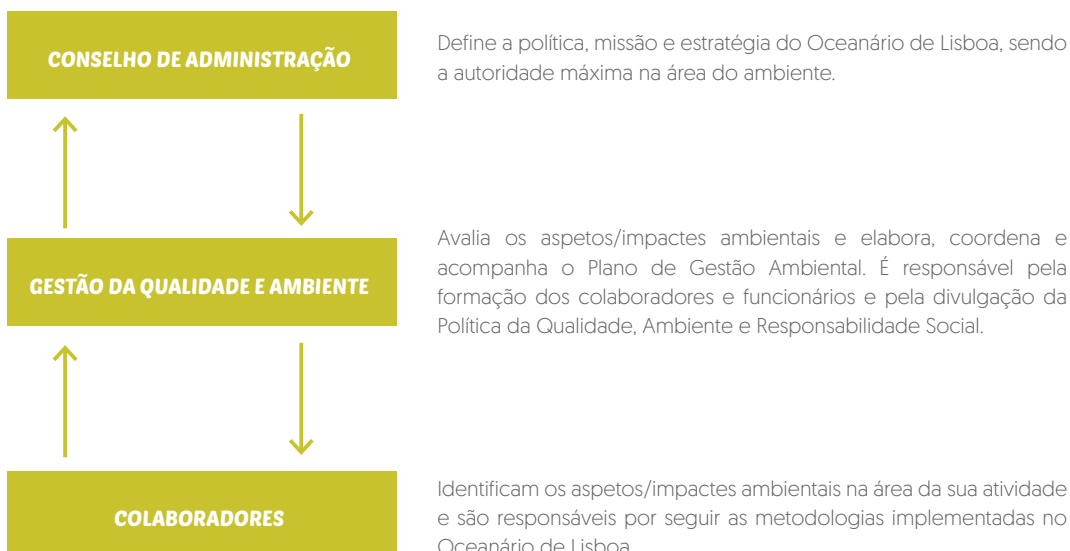 CONSELHO DE ADMINISTRAÇÃO
Define a política, missão e estratégia do Oceanário de Lisboa, sendo
a autoridade máxima na área do ambiente.
GESTÃO DA QUALIDADE E AMBIENTE
Avalia os aspetos/impactes ambientais e elabora, coordena e
acompanha o Plano de Gestão Ambiental. É responsável pela
formação dos colaboradores e funcionários e pela divulgação da
Política da Qualidade, Ambiente e Responsabilidade Social.
COLABORADORES
Identificam os aspetos/impactes ambientais na área da sua atividade
e são responsáveis por seguir as metodologias implementadas no
Oceanário de Lisboa